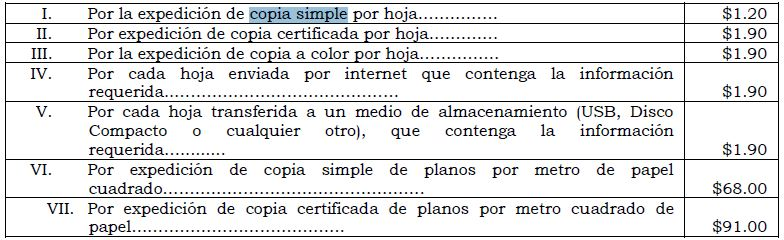 I. Por la expedición de copia simple por hoja…………… $1.20
II. Por expedición de copia certificada por hoja………… $1.90
III. Por la expedición de copia a color por hoja…………… $1.90
IV. Por cada hoja enviada por internet que contenga la información
requerida……………………………………… $1.90
V. Por cada hoja transferida a un medio de almacenamiento (USB, Disco
Compacto o cualquier otro), que contenga la información
requerida………… $1.90
VI. Por expedición de copia simple de planos por metro de papel
cuadrado………………………………………… $68.00
VII. Por expedición de copia certificada de planos por metro cuadrado de
papel………………………………… $91.00